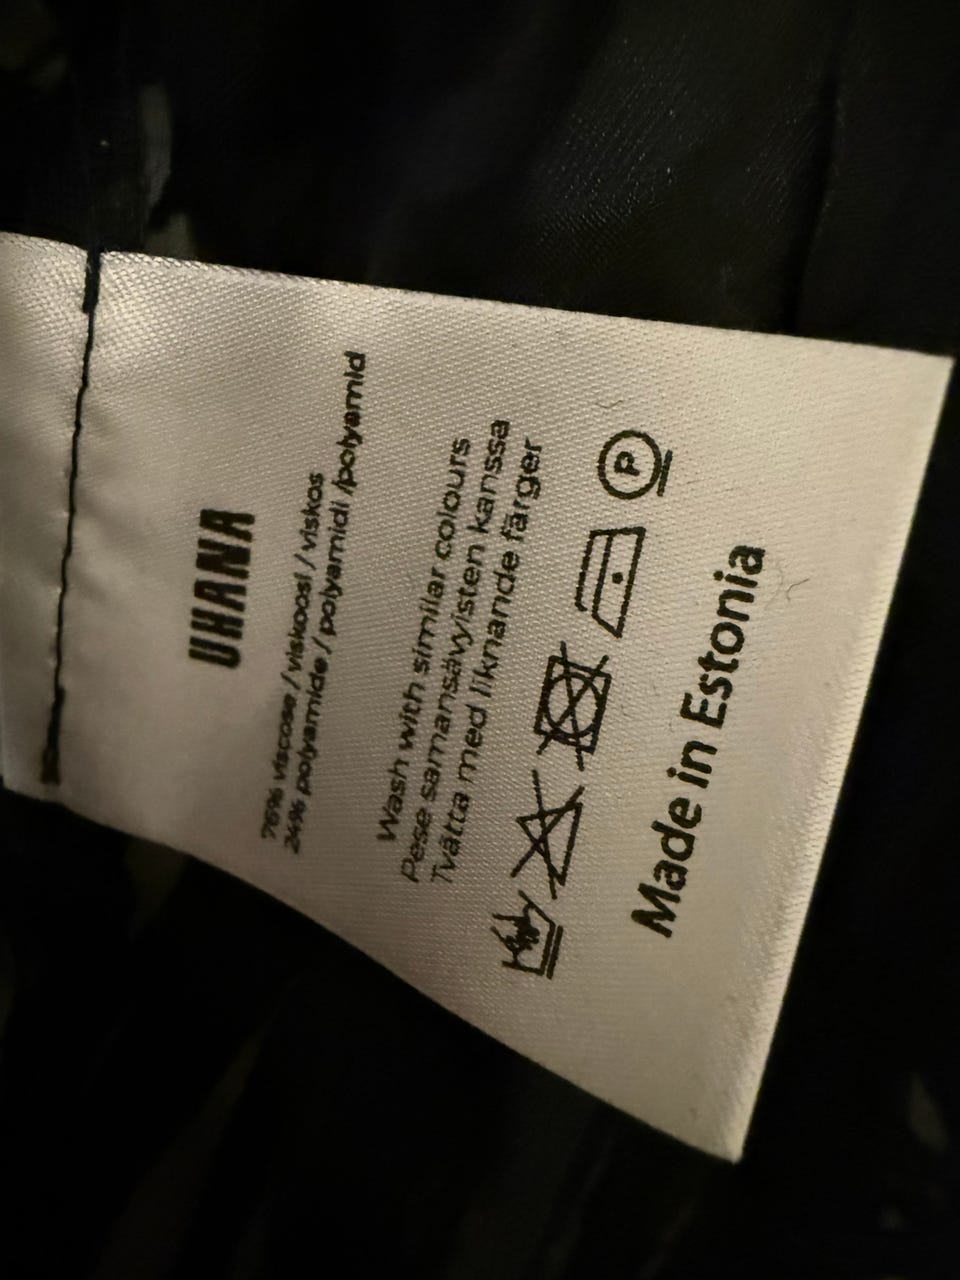 UHANA
76% viscose / viskoosi / viskos
24% polyamide / polyamidi /polyamid
Wash with similar colours
Pese samansävyisten kanssa
Tvätta med liknande färger
P
Made in Estonia